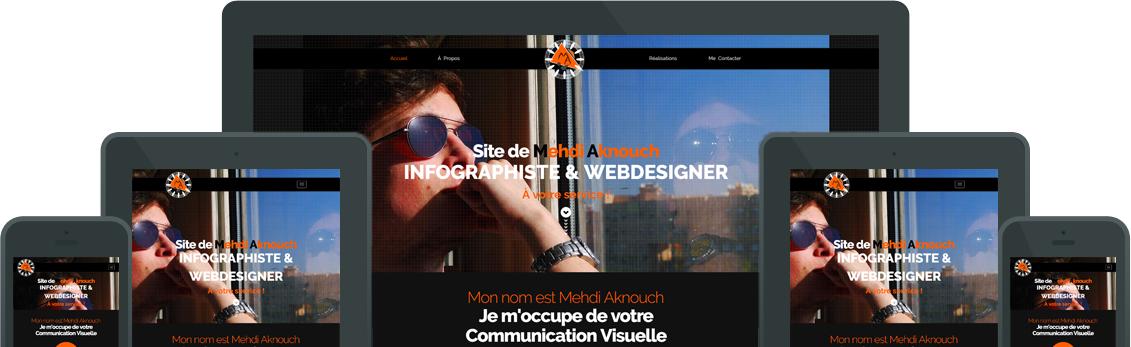 Accueil
À Propos
MA
Réalisations
Me Contacter
Site de Mehdi Aknouch
INFOGRAPHISTE & WEBDESIGNER
À votre service !
Mon nom est Mehdi Aknouch
Je m'occupe de votre
Communication Visuelle
Site de Mehdi Aknouch
INFOGRAPHISTE &
WEBDESIGNER
À votre service !
Mon nom est Mehdi Aknouch
Site de Mehdi Aknouch
INFOGRAPHISTE &
WEBDESIGNER
À votre service !
Mon nom est Mehdi Aknouch
Site de Mehdi Aknouch
INFOGRAPHISTE &
WEBDESIGNER
À votre service !
Mon nom est Mehdi Aknouch
Je m'occupe de votre
Communication Visuelle
Site de Mehdi Aknouch
INFOGRAPHISTE &
WEBDESIGNER
À votre service !
Mon nom est Mehdi Aknouch
Je m'occupe de votre
Communication Visuelle